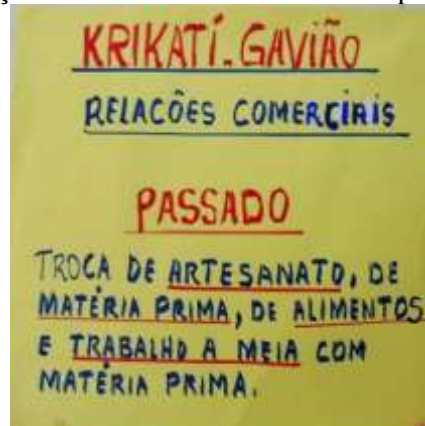 KRIKATÍ-GAVIÃO
RELACÕES COMERCIAIS
PASSADO
TROCA DE ARTESANATO, DE
MATÉRIA PRIMA, DE ALIMENTOS
E TRABALHO A MEIA COM
MATÉRIA PRIMA.